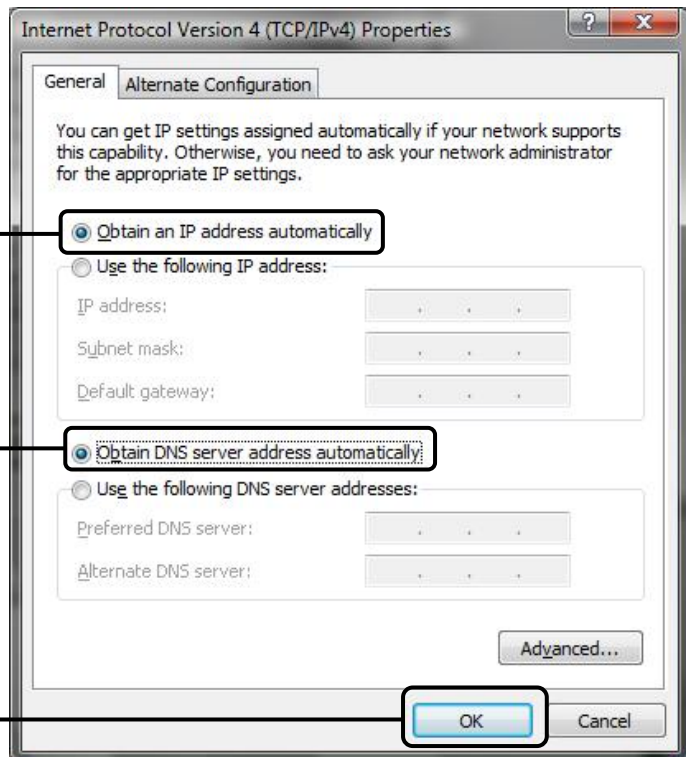 Internet Protocol Version 4 (TCP/IPv4) Properties
?
X
General
Alternate Configuration
You can get IP settings assigned automatically if your network supports
this capability. Otherwise, you need to ask your network administrator
for the appropriate IP settings.
Obtain an IP address automatically
Use the following IP address:
IP address:
Subnet mask:
Default gateway:
Obtain DNS server address automatically
Use the following DNS server addresses:
Preferred DNS server:
Alternate DNS server:
Advanced...
OK
Cancel